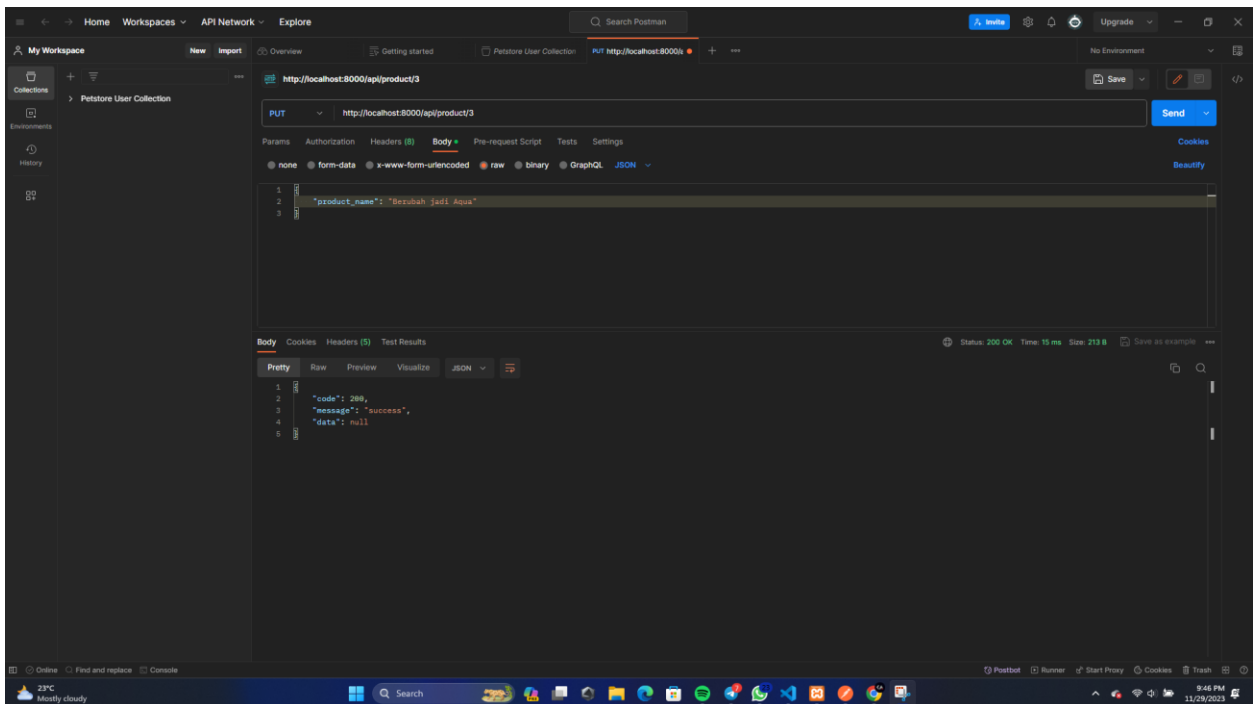 Home Workspaces API Network Explore Search Postman Invite Upgrade
My Workspace New Import Overview Getting started Petstore User Collection PUT http://localhost:8000/a No Environment
Collections
Petstore User Collection
Environments
History
http://localhost:8000/api/product/3 Save
PUT http://localhost:8000/api/product/3 Send
Params Authorization Headers (8) Body Pre-request Script Tests Settings Cookies
none form-data x-www-form-urlencoded raw binary GraphQL JSON Beautify
1 {
2 "product_name": "Berubah jadi Aqua"
3 }
Body Cookies Headers (5) Test Results Status: 200 OK Time: 15 ms Size: 213 B Save as example
Pretty Raw Preview Visualize JSON
1 {
2 "code": 200,
3 "message": "success",
4 "data": null
5 }
Online Find and replace Console Postbot Runner Start Proxy Cookies Trash
23°C
Mostly cloudy
Search
9:46 PM
11/29/2023